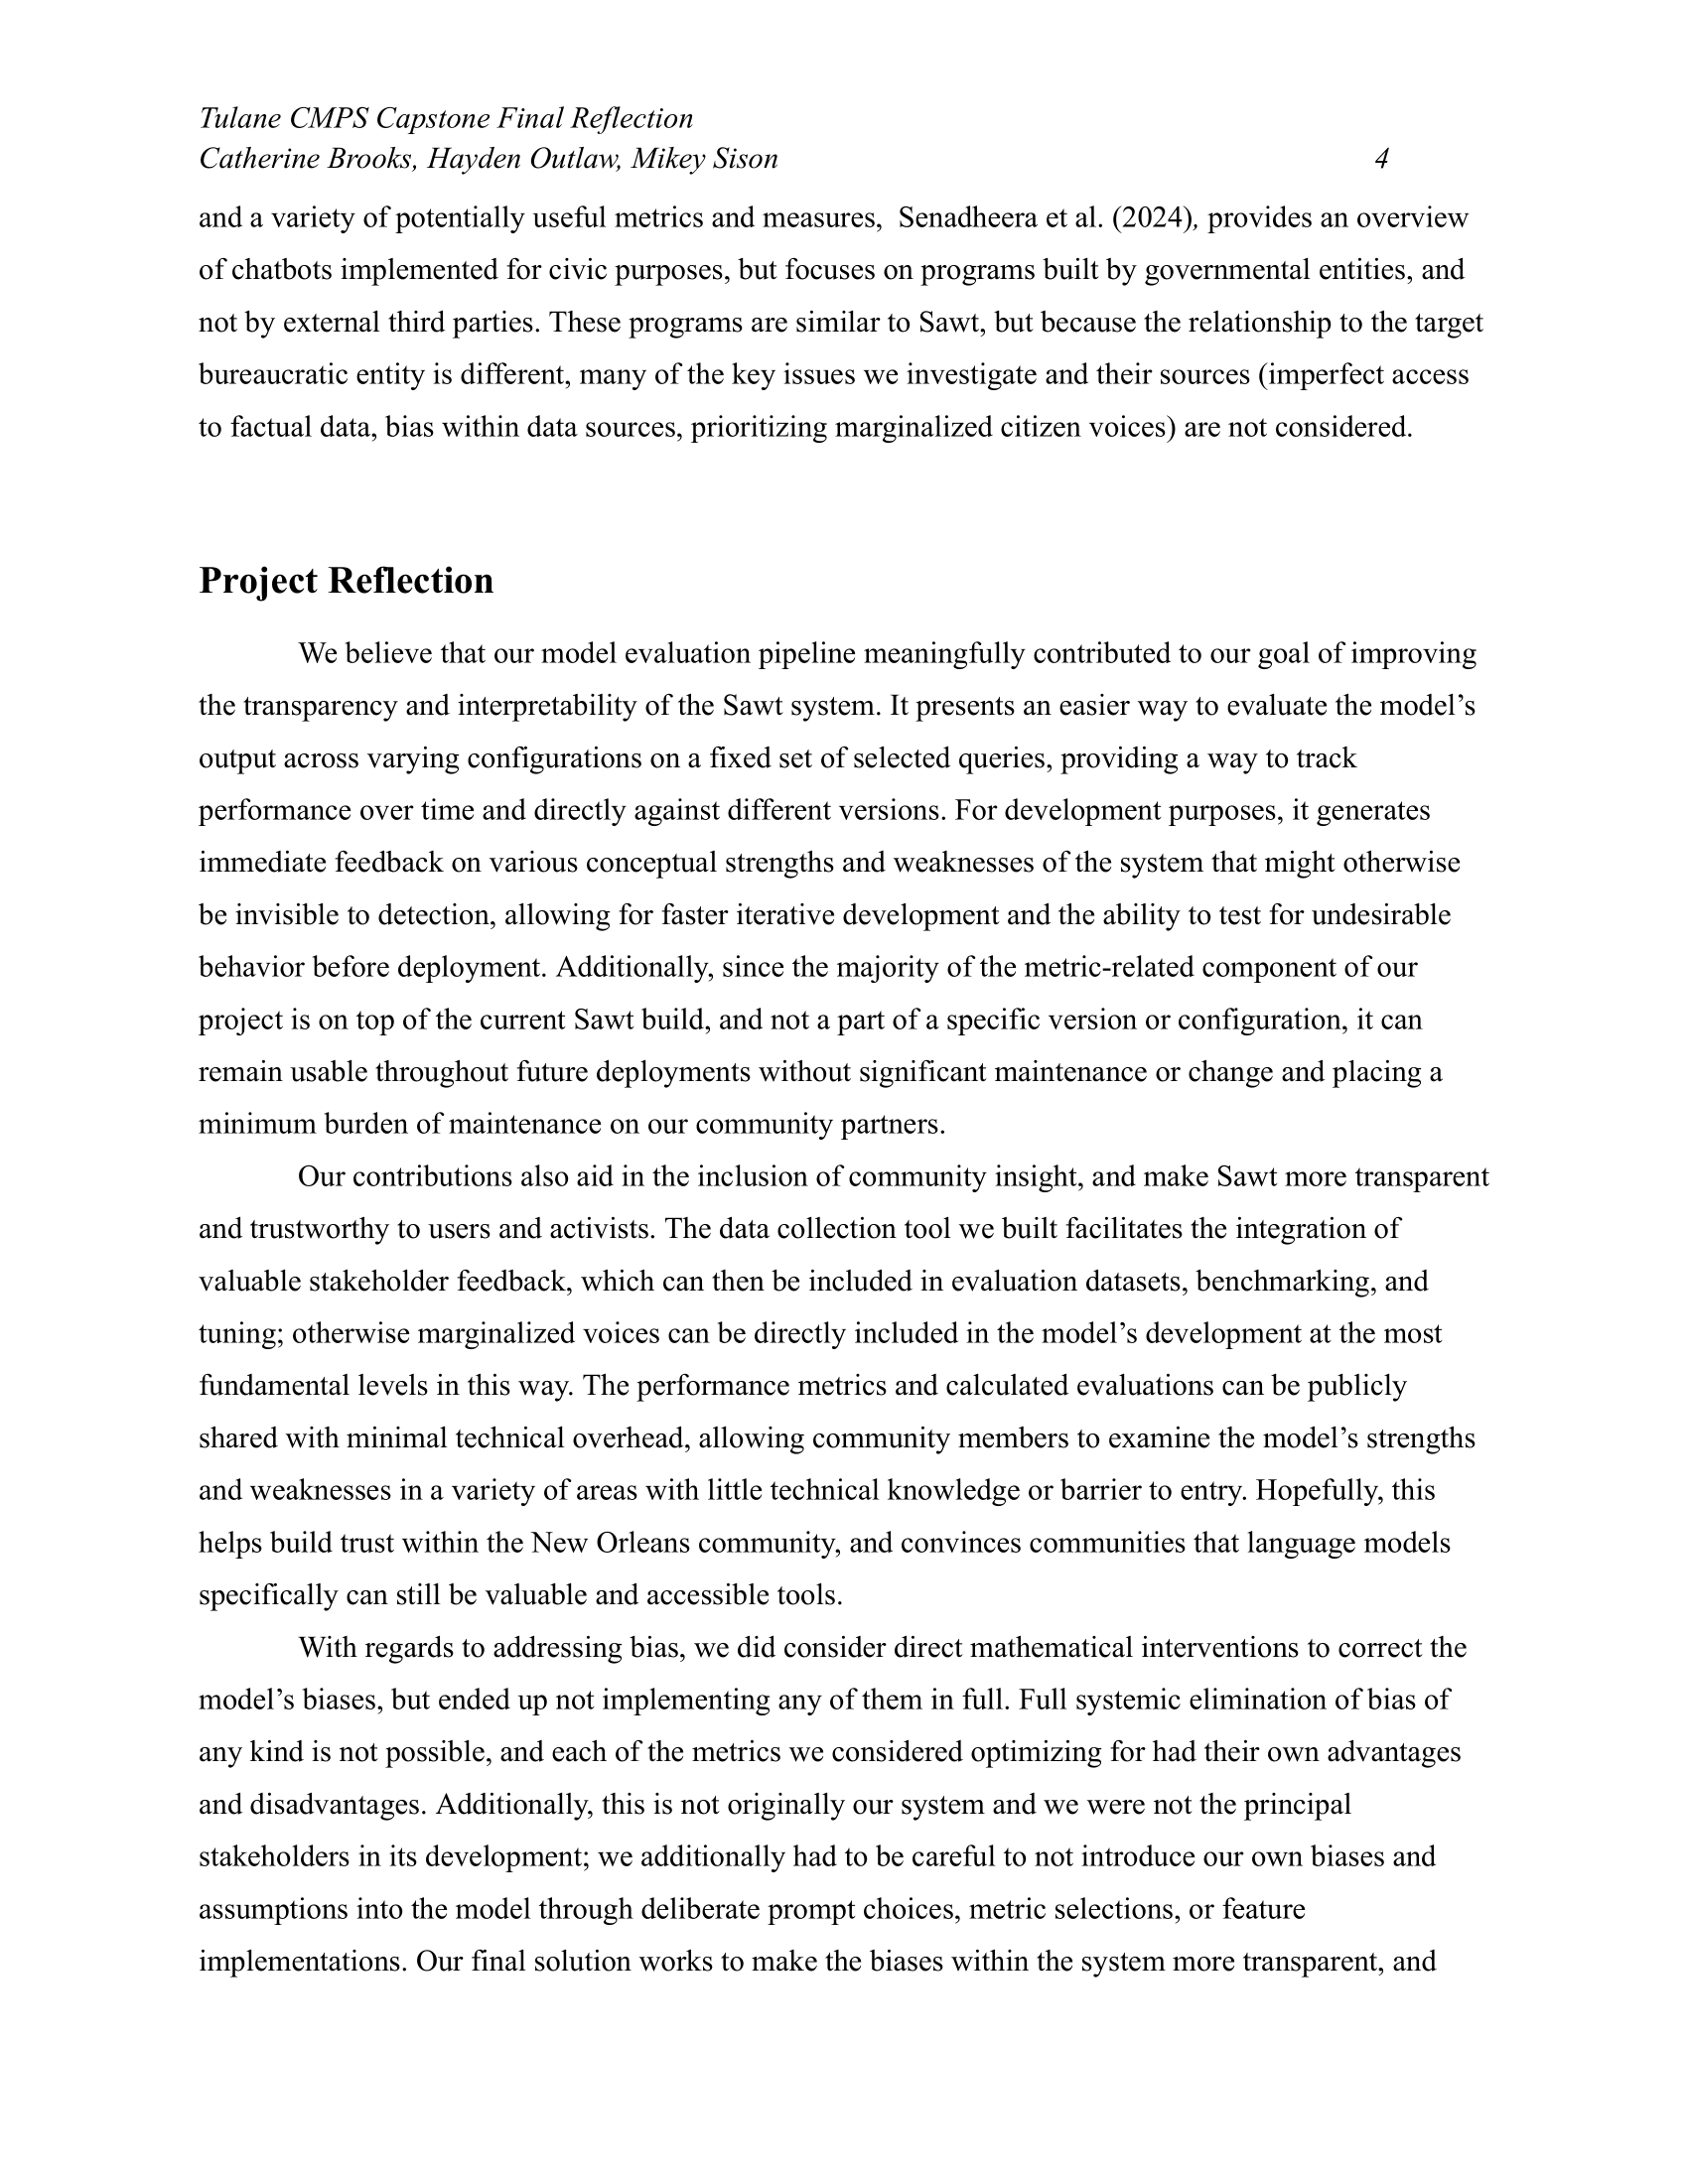 Tulane CMPS Capstone Final Reflection
Catherine Brooks, Hayden Outlaw, Mikey Sison 4
and a variety of potentially useful metrics and measures,  Senadheera et al. (2024), provides an overview
of chatbots implemented for civic purposes, but focuses on programs built by governmental entities, and
not by external third parties. These programs are similar to Sawt, but because the relationship to the target
bureaucratic entity is different, many of the key issues we investigate and their sources (imperfect access
to factual data, bias within data sources, prioritizing marginalized citizen voices) are not considered.
Project Reflection
We believe that our model evaluation pipeline meaningfully contributed to our goal of improving
the transparency and interpretability of the Sawt system. It presents an easier way to evaluate the model’s
output across varying configurations on a fixed set of selected queries, providing a way to track
performance over time and directly against different versions. For development purposes, it generates
immediate feedback on various conceptual strengths and weaknesses of the system that might otherwise
be invisible to detection, allowing for faster iterative development and the ability to test for undesirable
behavior before deployment. Additionally, since the majority of the metric-related component of our
project is on top of the current Sawt build, and not a part of a specific version or configuration, it can
remain usable throughout future deployments without significant maintenance or change and placing a
minimum burden of maintenance on our community partners.
Our contributions also aid in the inclusion of community insight, and make Sawt more transparent
and trustworthy to users and activists. The data collection tool we built facilitates the integration of
valuable stakeholder feedback, which can then be included in evaluation datasets, benchmarking, and
tuning; otherwise marginalized voices can be directly included in the model’s development at the most
fundamental levels in this way. The performance metrics and calculated evaluations can be publicly
shared with minimal technical overhead, allowing community members to examine the model’s strengths
and weaknesses in a variety of areas with little technical knowledge or barrier to entry. Hopefully, this
helps build trust within the New Orleans community, and convinces communities that language models
specifically can still be valuable and accessible tools.
With regards to addressing bias, we did consider direct mathematical interventions to correct the
model’s biases, but ended up not implementing any of them in full. Full systemic elimination of bias of
any kind is not possible, and each of the metrics we considered optimizing for had their own advantages
and disadvantages. Additionally, this is not originally our system and we were not the principal
stakeholders in its development; we additionally had to be careful to not introduce our own biases and
assumptions into the model through deliberate prompt choices, metric selections, or feature
implementations. Our final solution works to make the biases within the system more transparent, and